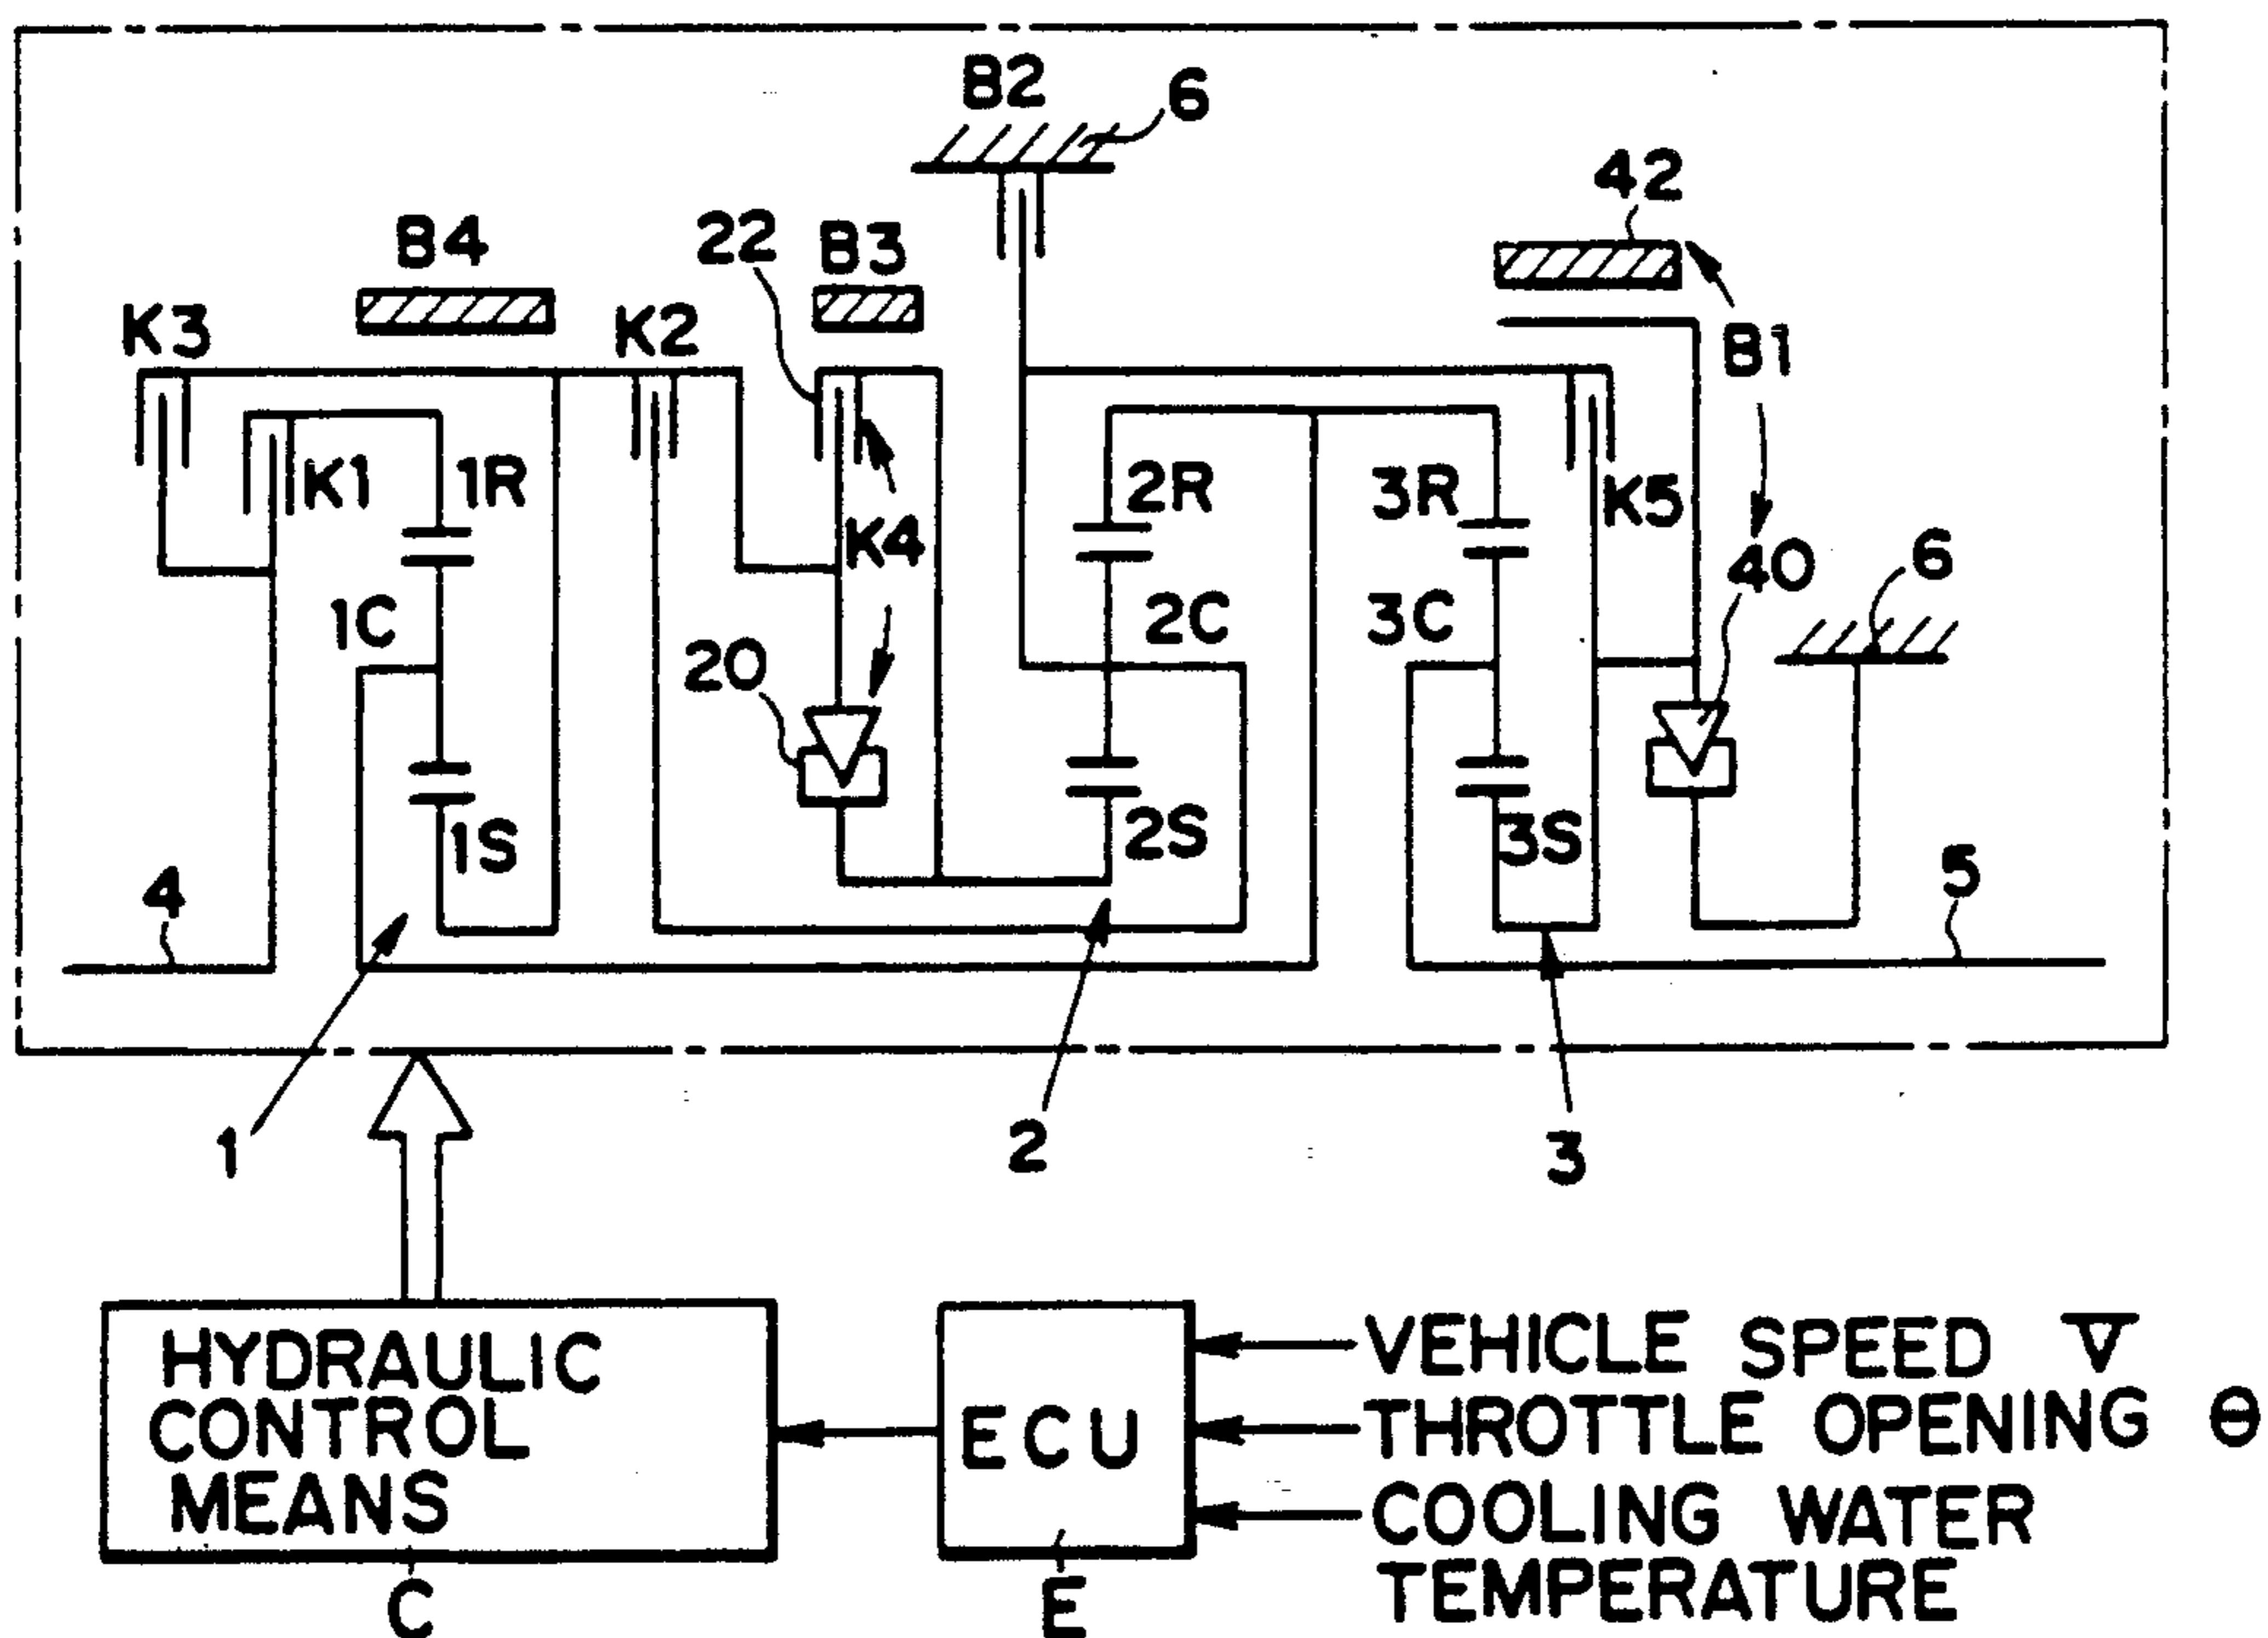 B2
6
42
B4
22
B3
K3
K2
B1
K1
1R
2R
3R
K5
K4
40
6
1C
2C
3C
20
1S
2S
3S
4
5
1
2
3
HYDRAULIC
CONTROL
MEANS
ECU
VEHICLE SPEED V
THROTTLE OPENING θ
COOLING WATER
TEMPERATURE
C
E